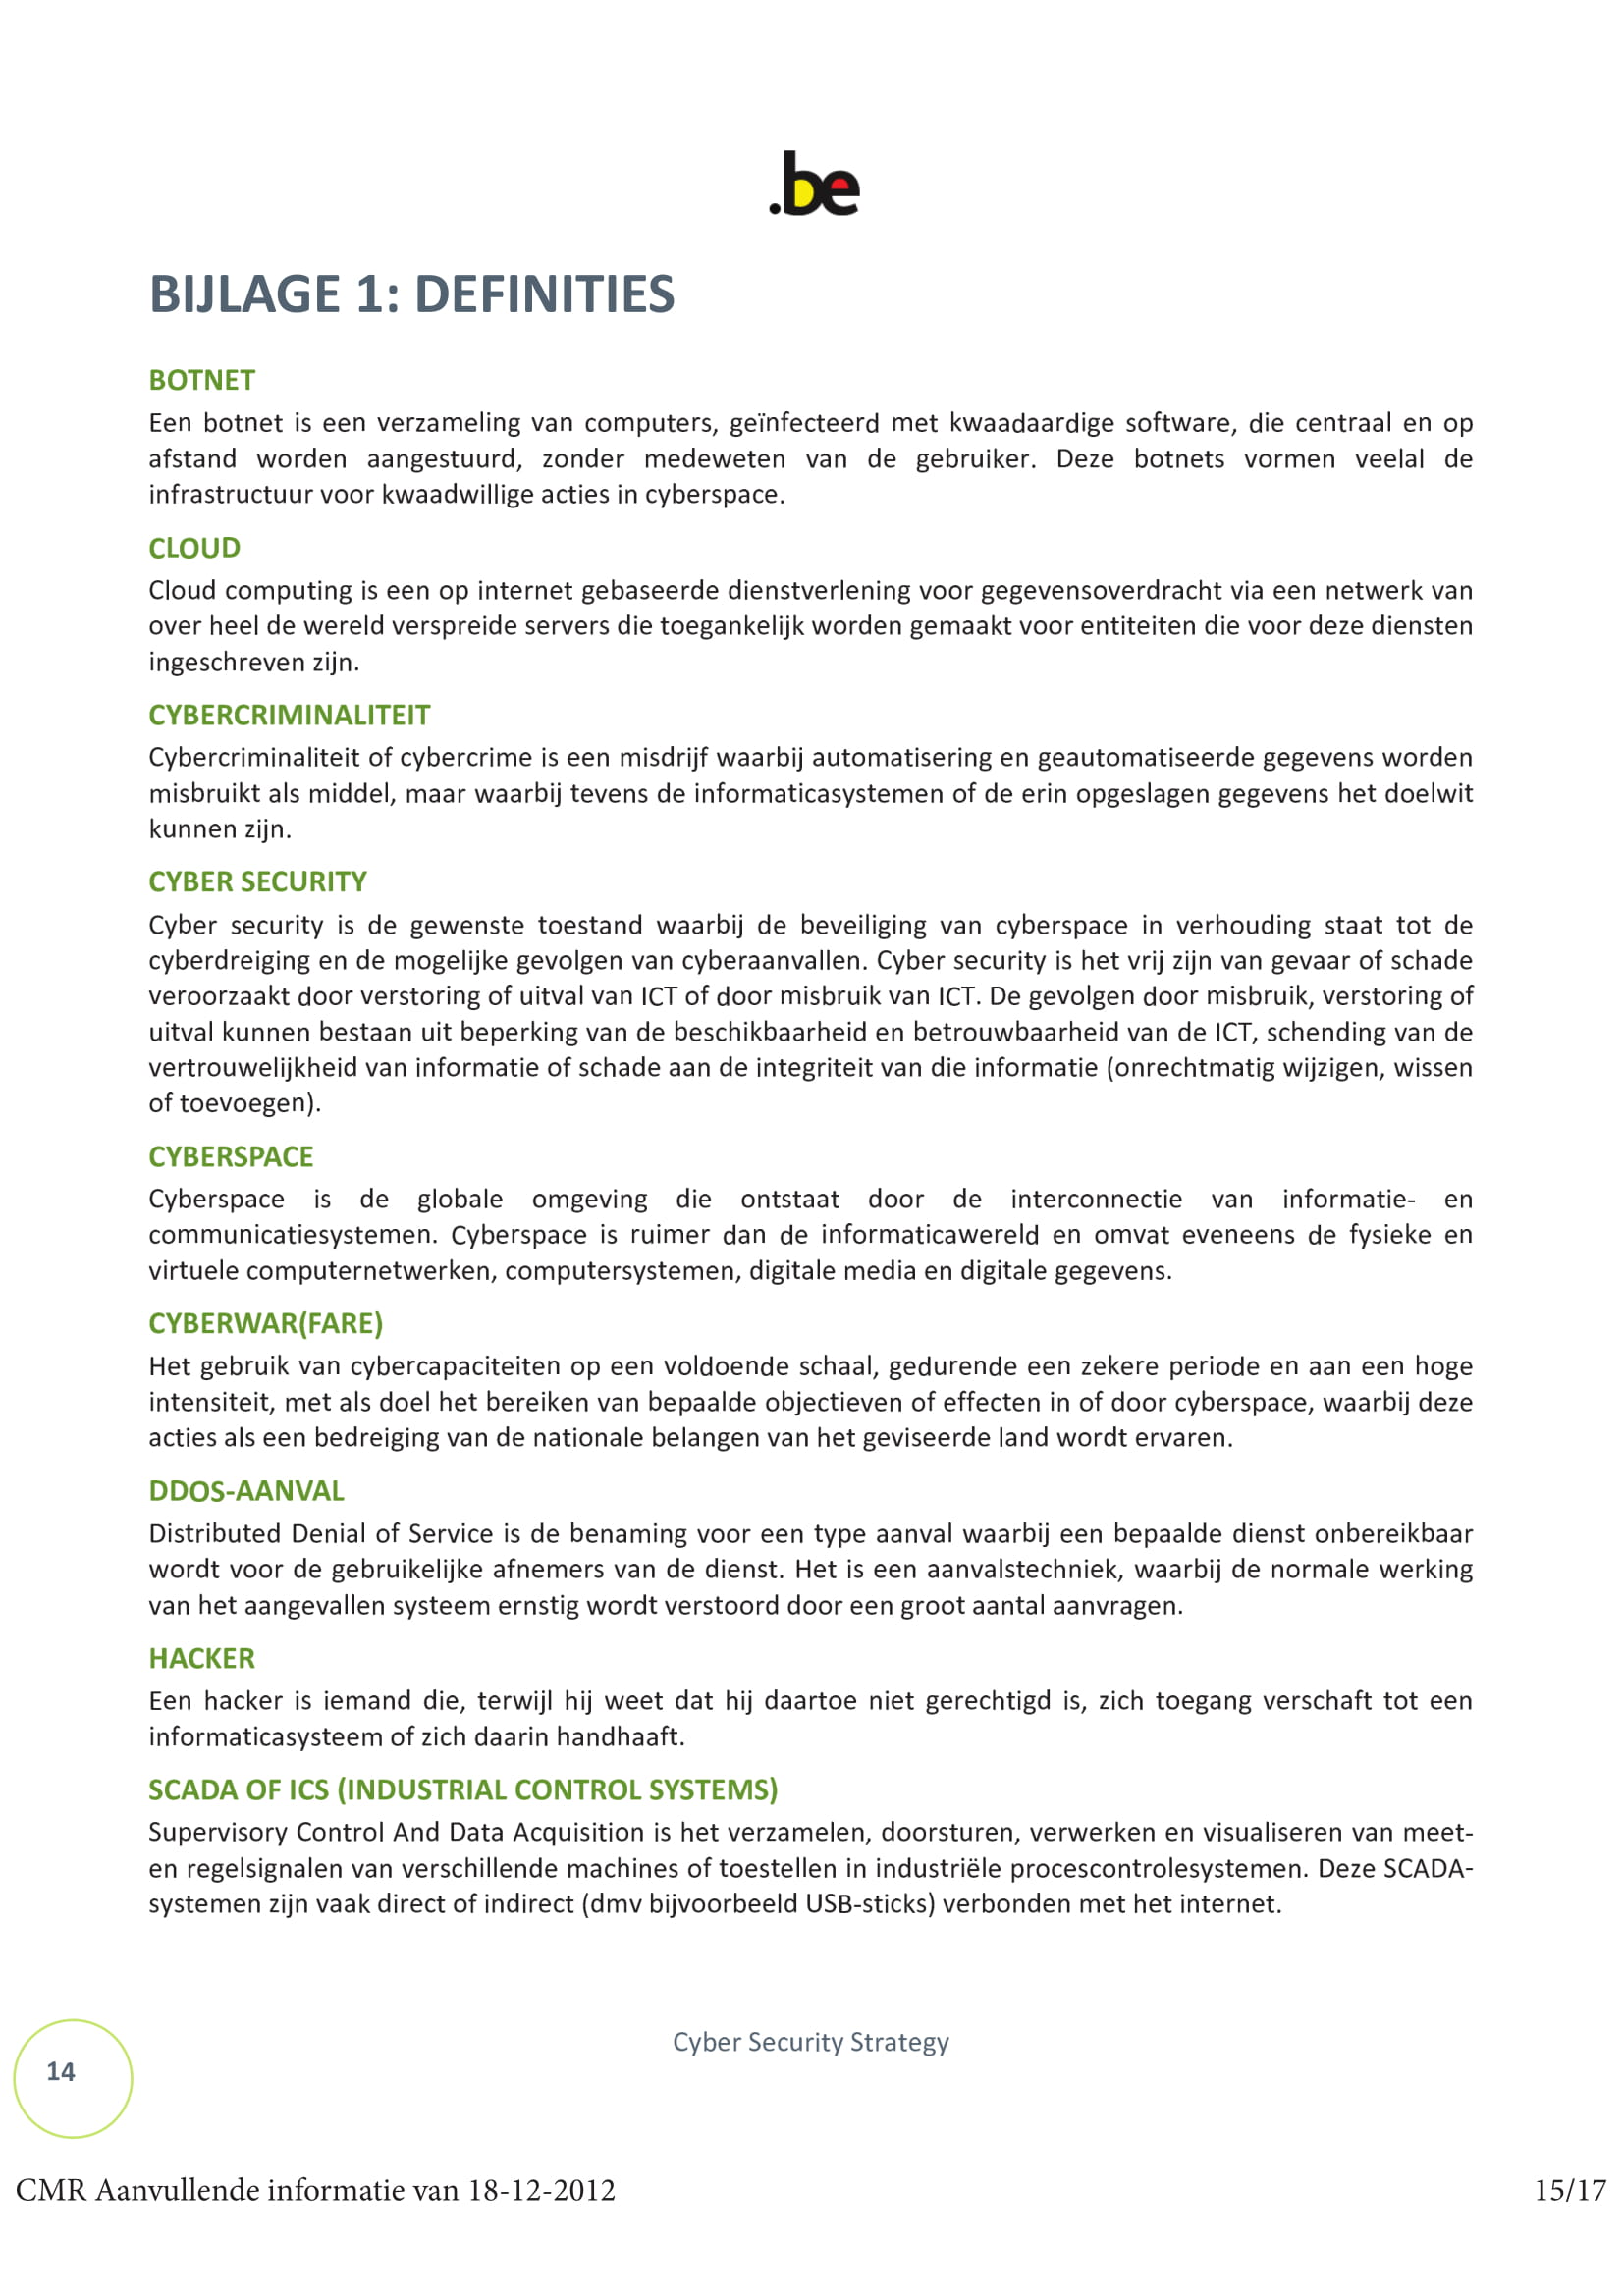 .be
BIJLAGE 1: DEFINITIES
BOTNET
Een botnet is een verzameling van computers, geïnfecteerd met kwaadaardige software, die centraal en op
afstand worden aangestuurd, zonder medeweten van de gebruiker. Deze botnets vormen veelal de
infrastructuur voor kwaadwillige acties in cyberspace.
CLOUD
Cloud computing is een op internet gebaseerde dienstverlening voor gegevensoverdracht via een netwerk van
over heel de wereld verspreide servers die toegankelijk worden gemaakt voor entiteiten die voor deze diensten
ingeschreven zijn.
CYBERCRIMINALITEIT
Cybercriminaliteit of cybercrime is een misdrijf waarbij automatisering en geautomatiseerde gegevens worden
misbruikt als middel, maar waarbij tevens de informaticasystemen of de erin opgeslagen gegevens het doelwit
kunnen zijn.
CYBER SECURITY
Cyber security is de gewenste toestand waarbij de beveiliging van cyberspace in verhouding staat tot de
cyberdreiging en de mogelijke gevolgen van cyberaanvallen. Cyber security is het vrij zijn van gevaar of schade
veroorzaakt door verstoring of uitval van ICT of door misbruik van ICT. De gevolgen door misbruik, verstoring of
uitval kunnen bestaan uit beperking van de beschikbaarheid en betrouwbaarheid van de ICT, schending van de
vertrouwelijkheid van informatie of schade aan de integriteit van die informatie (onrechtmatig wijzigen, wissen
of toevoegen).
CYBERSPACE
Cyberspace is de globale omgeving die ontstaat door de interconnectie van informatie- en
communicatiesystemen. Cyberspace is ruimer dan de informaticawereld en omvat eveneens de fysieke en
virtuele computernetwerken, computersystemen, digitale media en digitale gegevens.
CYBERWAR(FARE)
Het gebruik van cybercapaciteiten op een voldoende schaal, gedurende een zekere periode en aan een hoge
intensiteit, met als doel het bereiken van bepaalde objectieven of effecten in of door cyberspace, waarbij deze
acties als een bedreiging van de nationale belangen van het geviseerde land wordt ervaren.
DDOS-AANVAL
Distributed Denial of Service is de benaming voor een type aanval waarbij een bepaalde dienst onbereikbaar
wordt voor de gebruikelijke afnemers van de dienst. Het is een aanvalstechniek, waarbij de normale werking
van het aangevallen systeem ernstig wordt verstoord door een groot aantal aanvragen.
HACKER
Een hacker is iemand die, terwijl hij weet dat hij daartoe niet gerechtigd is, zich toegang verschaft tot een
informaticasysteem of zich daarin handhaaft.
SCADA OF ICS (INDUSTRIAL CONTROL SYSTEMS)
Supervisory Control And Data Acquisition is het verzamelen, doorsturen, verwerken en visualiseren van meet-
en regelsignalen van verschillende machines of toestellen in industriële procescontrolesystemen. Deze SCADA-
systemen zijn vaak direct of indirect (dmv bijvoorbeeld USB-sticks) verbonden met het internet.
Cyber Security Strategy
14
CMR Aanvullende informatie van 18-12-2012
15/17